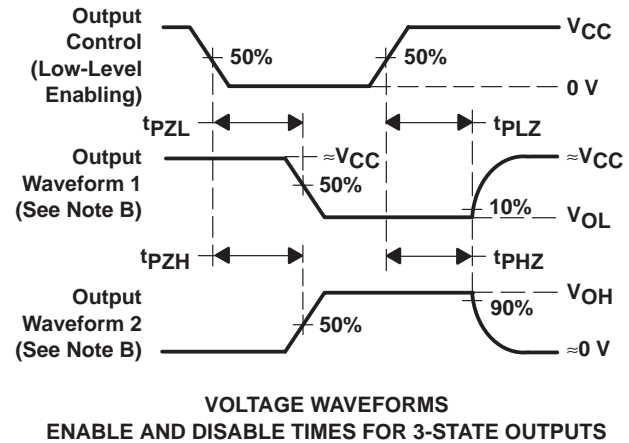 Output
Control
(Low-Level
Enabling)
VCC
50%
50%
0 V
tPZL
tPLZ
Output
Waveform 1
(See Note B)
≈VCC
50%
≈VCC
10%
VOL
tPZH
tPHZ
Output
Waveform 2
(See Note B)
50%
VOH
90%
≈0 V
VOLTAGE WAVEFORMS
ENABLE AND DISABLE TIMES FOR 3-STATE OUTPUTS